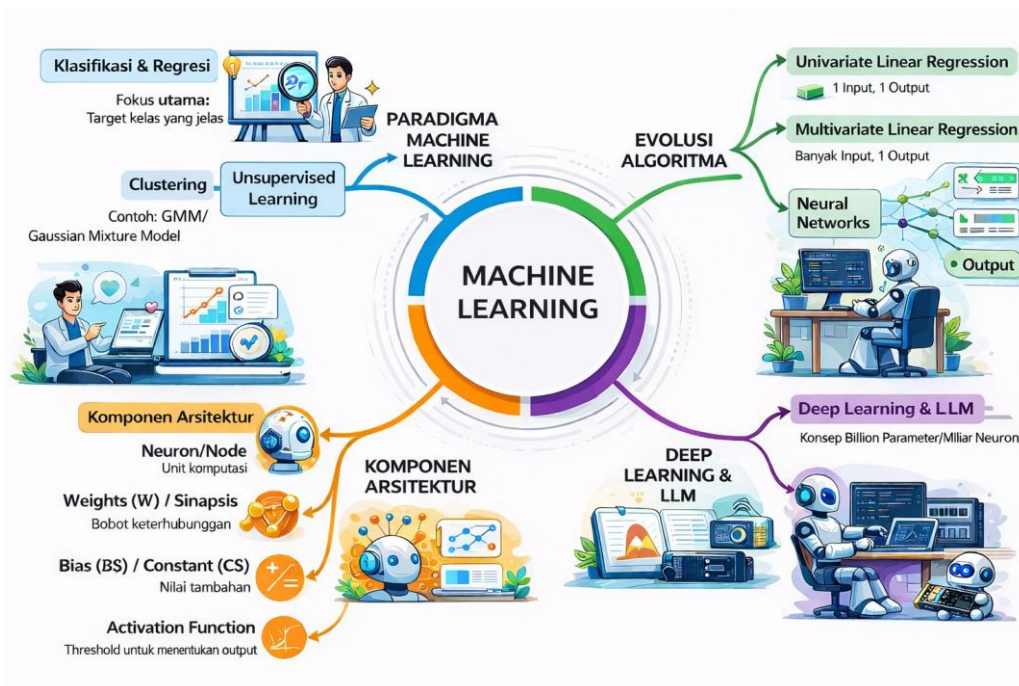 Klasifikasi & Regresi
Fokus utama:
Target kelas yang jelas
PARADIGMA
MACHINE
LEARNING
Clustering
Unsupervised
Learning
Contoh: GMM/
Gaussian Mixture Model
EVOLUSI
ALGORITMA
Univariate Linear Regression
1 Input, 1 Output
Multivariate Linear Regression
Banyak Input, 1 Output
Neural
Networks
Output
MACHINE
LEARNING
Komponen Arsitektur
Neuron/Node
Unit komputasi
Weights (W) / Sinapsis
Bobot keterhubunggan
Bias (BS) / Constant (CS)
Nilai tambahan
Activation Function
Threshold untuk menentukan output
KOMPONEN
ARSITEKTUR
DEEP
LEARNING &
LLM
Deep Learning & LLM
Konsep Billion Parameter/Mlliar Neuron